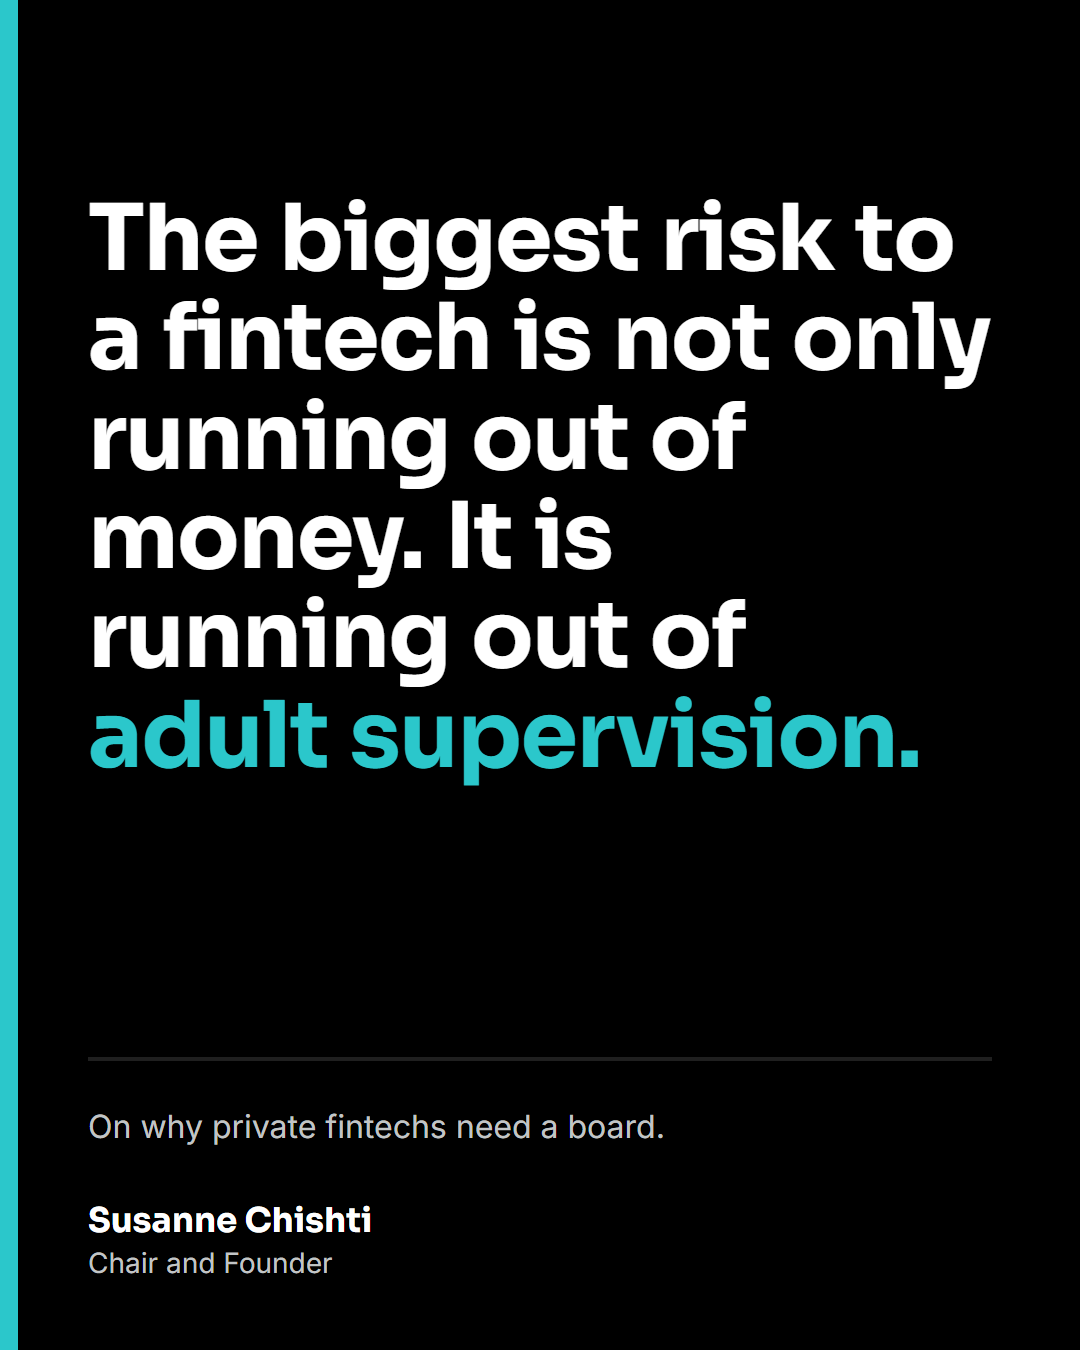 The biggest risk to
a fintech is not only
running out of
money. It is
running out of
adult supervision.
On why private fintechs need a board.
Susanne Chishti
Chair and Founder